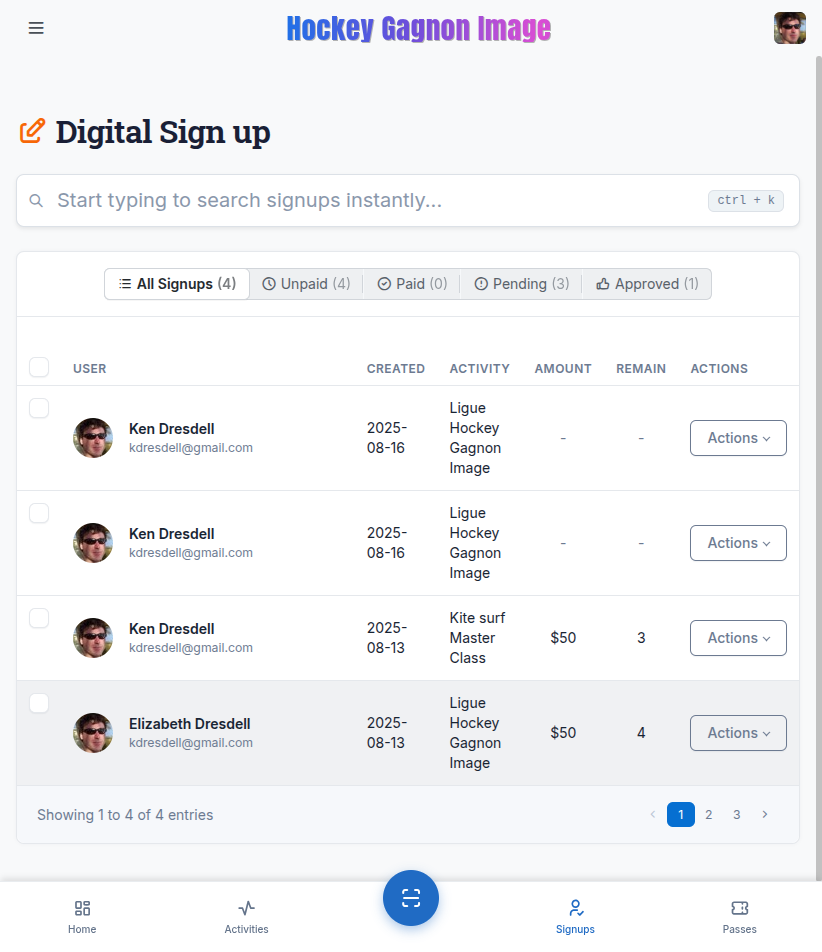 Hockey Gagnon Image
Digital Sign up
Start typing to search signups instantly... ctrl + k
All Signups (4) Unpaid (4) Paid (0) Pending (3) Approved (1)
USER CREATED ACTIVITY AMOUNT REMAIN ACTIONS
Ken Dresdell
kdresdell@gmail.com
2025-
08-16
Ligue
Hockey
Gagnon
Image
-
-
Actions
Ken Dresdell
kdresdell@gmail.com
2025-
08-16
Ligue
Hockey
Gagnon
Image
-
-
Actions
Ken Dresdell
kdresdell@gmail.com
2025-
08-13
Kite surf
Master
Class
$50
3
Actions
Elizabeth Dresdell
kdresdell@gmail.com
2025-
08-13
Ligue
Hockey
Gagnon
Image
$50
4
Actions
Showing 1 to 4 of 4 entries
1 2 3
Home Activities Signups Passes